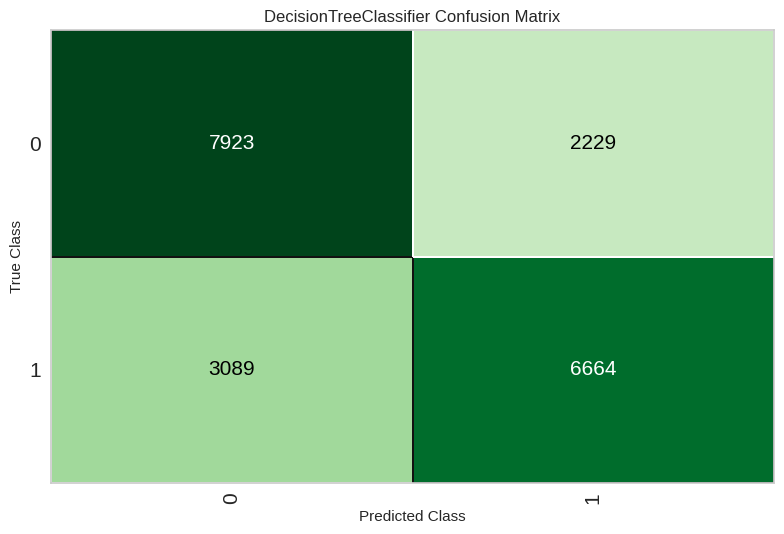 DecisionTreeClassifier Confusion Matrix
0
7923
2229
True Class
1
3089
6664
0
1
Predicted Class